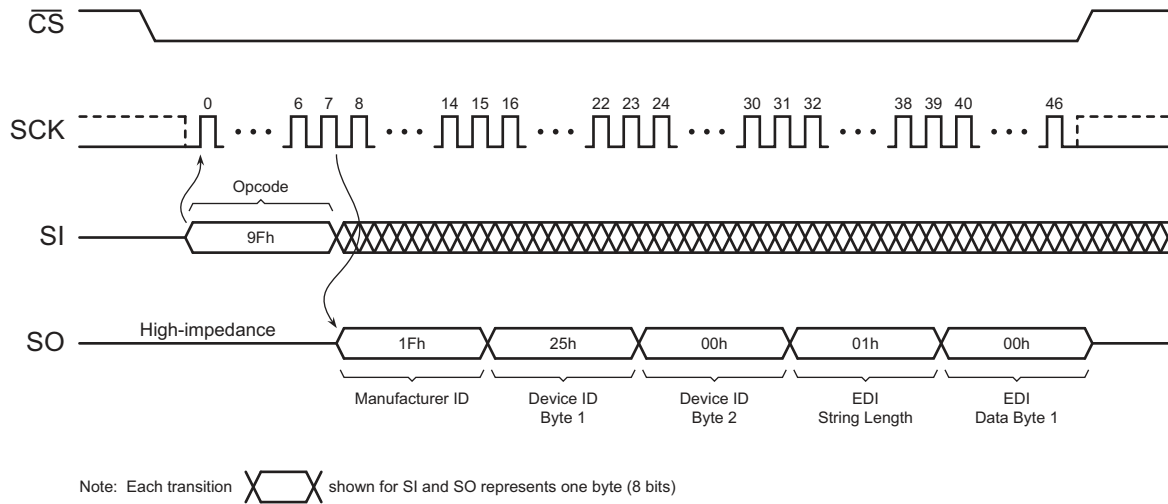 CS
0 6 7 8 14 15 16 22 23 24 30 31 32 38 39 40 46
SCK
Opcode
SI
9Fh
High-impedance
SO
1Fh 25h 00h 01h 00h
Manufacturer ID Device ID Device ID EDI EDI
Byte 1 Byte 2 String Length Data Byte 1
Note: Each transition shown for SI and SO represents one byte (8 bits)